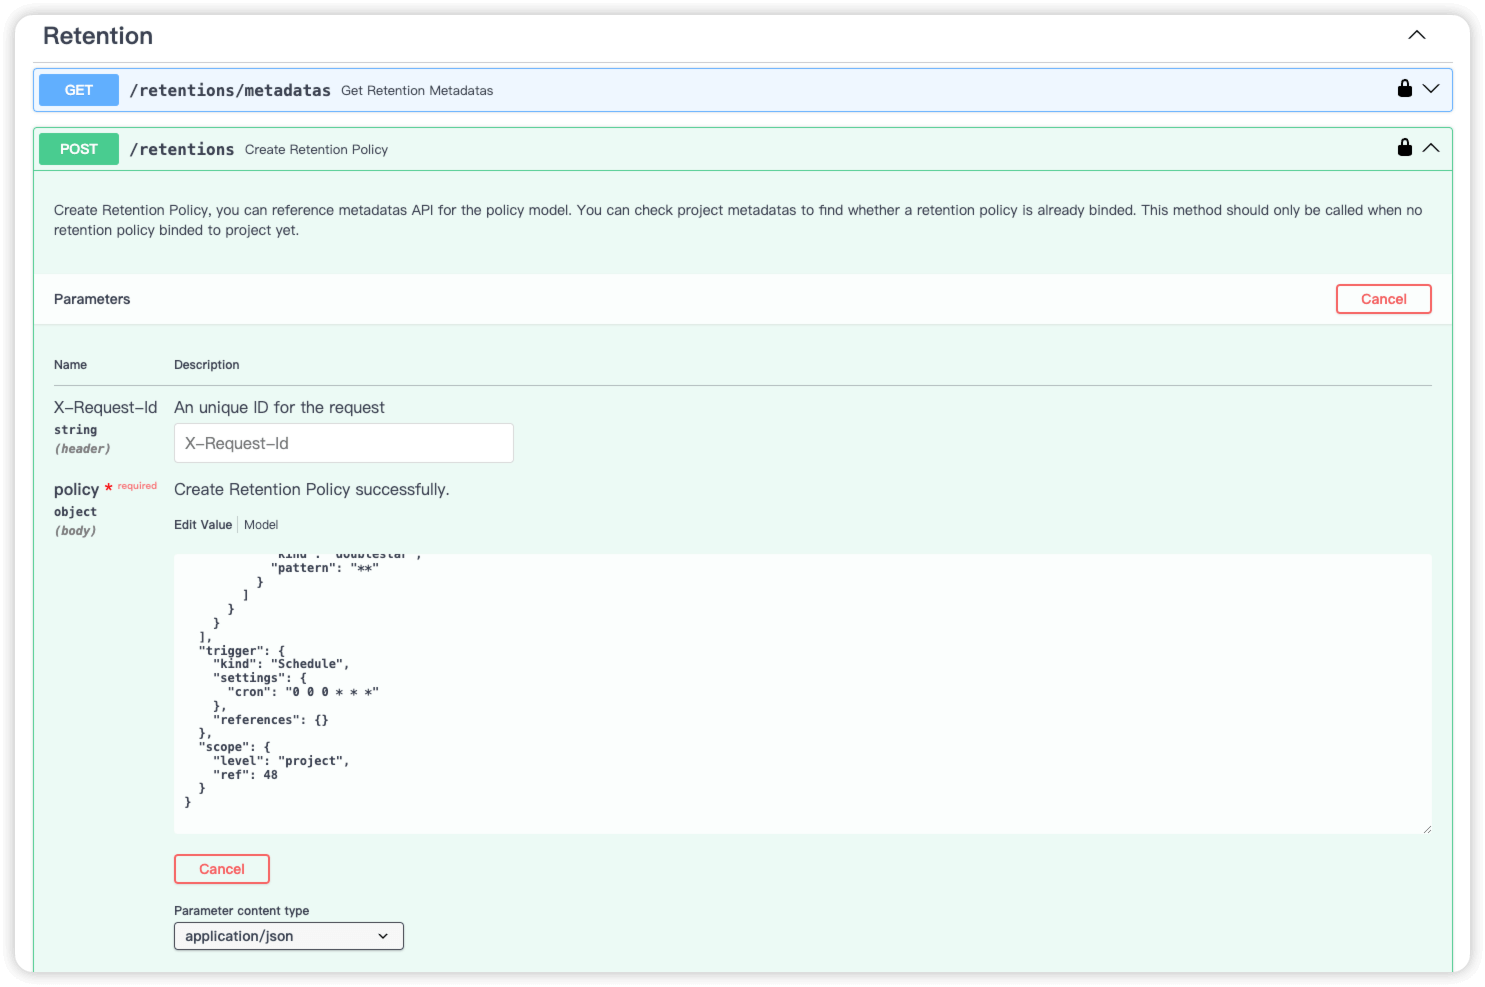 Retention
GET /retentions/metadatas Get Retention Metadatas
POST /retentions Create Retention Policy
Create Retention Policy, you can reference metadatas API for the policy model. You can check project metadatas to find whether a retention policy is already binded. This method should only be called when no
retention policy binded to project yet.
Parameters
Cancel
Name Description
X-Request-Id An unique ID for the request
string
(header)
X-Request-Id
policy * required Create Retention Policy successfully.
object
(body)
Edit Value | Model
"kind": "doublestar",
"pattern": "**"
}
]
}
}
],
"trigger": {
"kind": "Schedule",
"settings": {
"cron": "0 0 0 * * *"
},
"references": {}
},
"scope": {
"level": "project",
"ref": 48
}
}
Cancel
Parameter content type
application/json